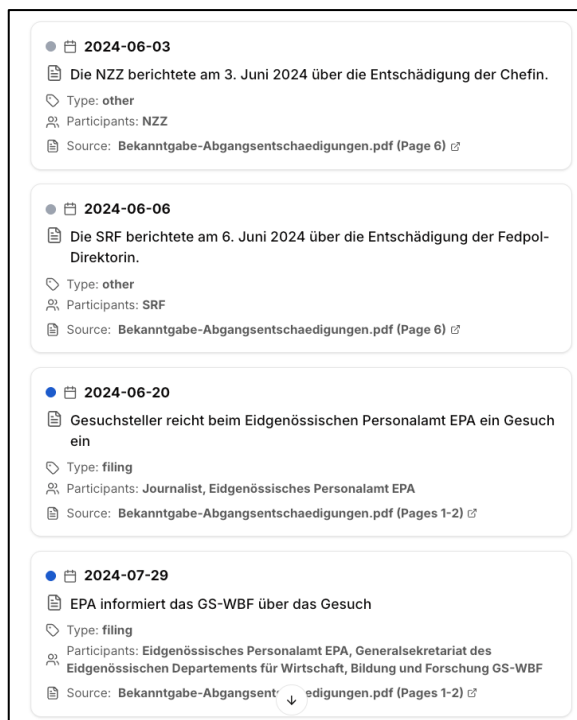 2024-06-03
Die NZZ berichtete am 3. Juni 2024 über die Entschädigung der Chefin.
Type: other
Participants: NZZ
Source: Bekanntgabe-Abgangsentschaedigungen.pdf (Page 6)
2024-06-06
Die SRF berichtete am 6. Juni 2024 über die Entschädigung der Fedpol-
Direktorin.
Type: other
Participants: SRF
Source: Bekanntgabe-Abgangsentschaedigungen.pdf (Page 6)
2024-06-20
Gesuchsteller reicht beim Eidgenössischen Personalamt EPA ein Gesuch
ein
Type: filing
Participants: Journalist, Eidgenössisches Personalamt EPA
Source: Bekanntgabe-Abgangsentschaedigungen.pdf (Pages 1-2)
2024-07-29
EPA informiert das GS-WBF über das Gesuch
Type: filing
Participants: Eidgenössisches Personalamt EPA, Generalsekretariat des
Eidgenössischen Departements für Wirtschaft, Bildung und Forschung GS-WBF
Source: Bekanntgabe-Abgangsents edigungen.pdf (Pages 1-2)